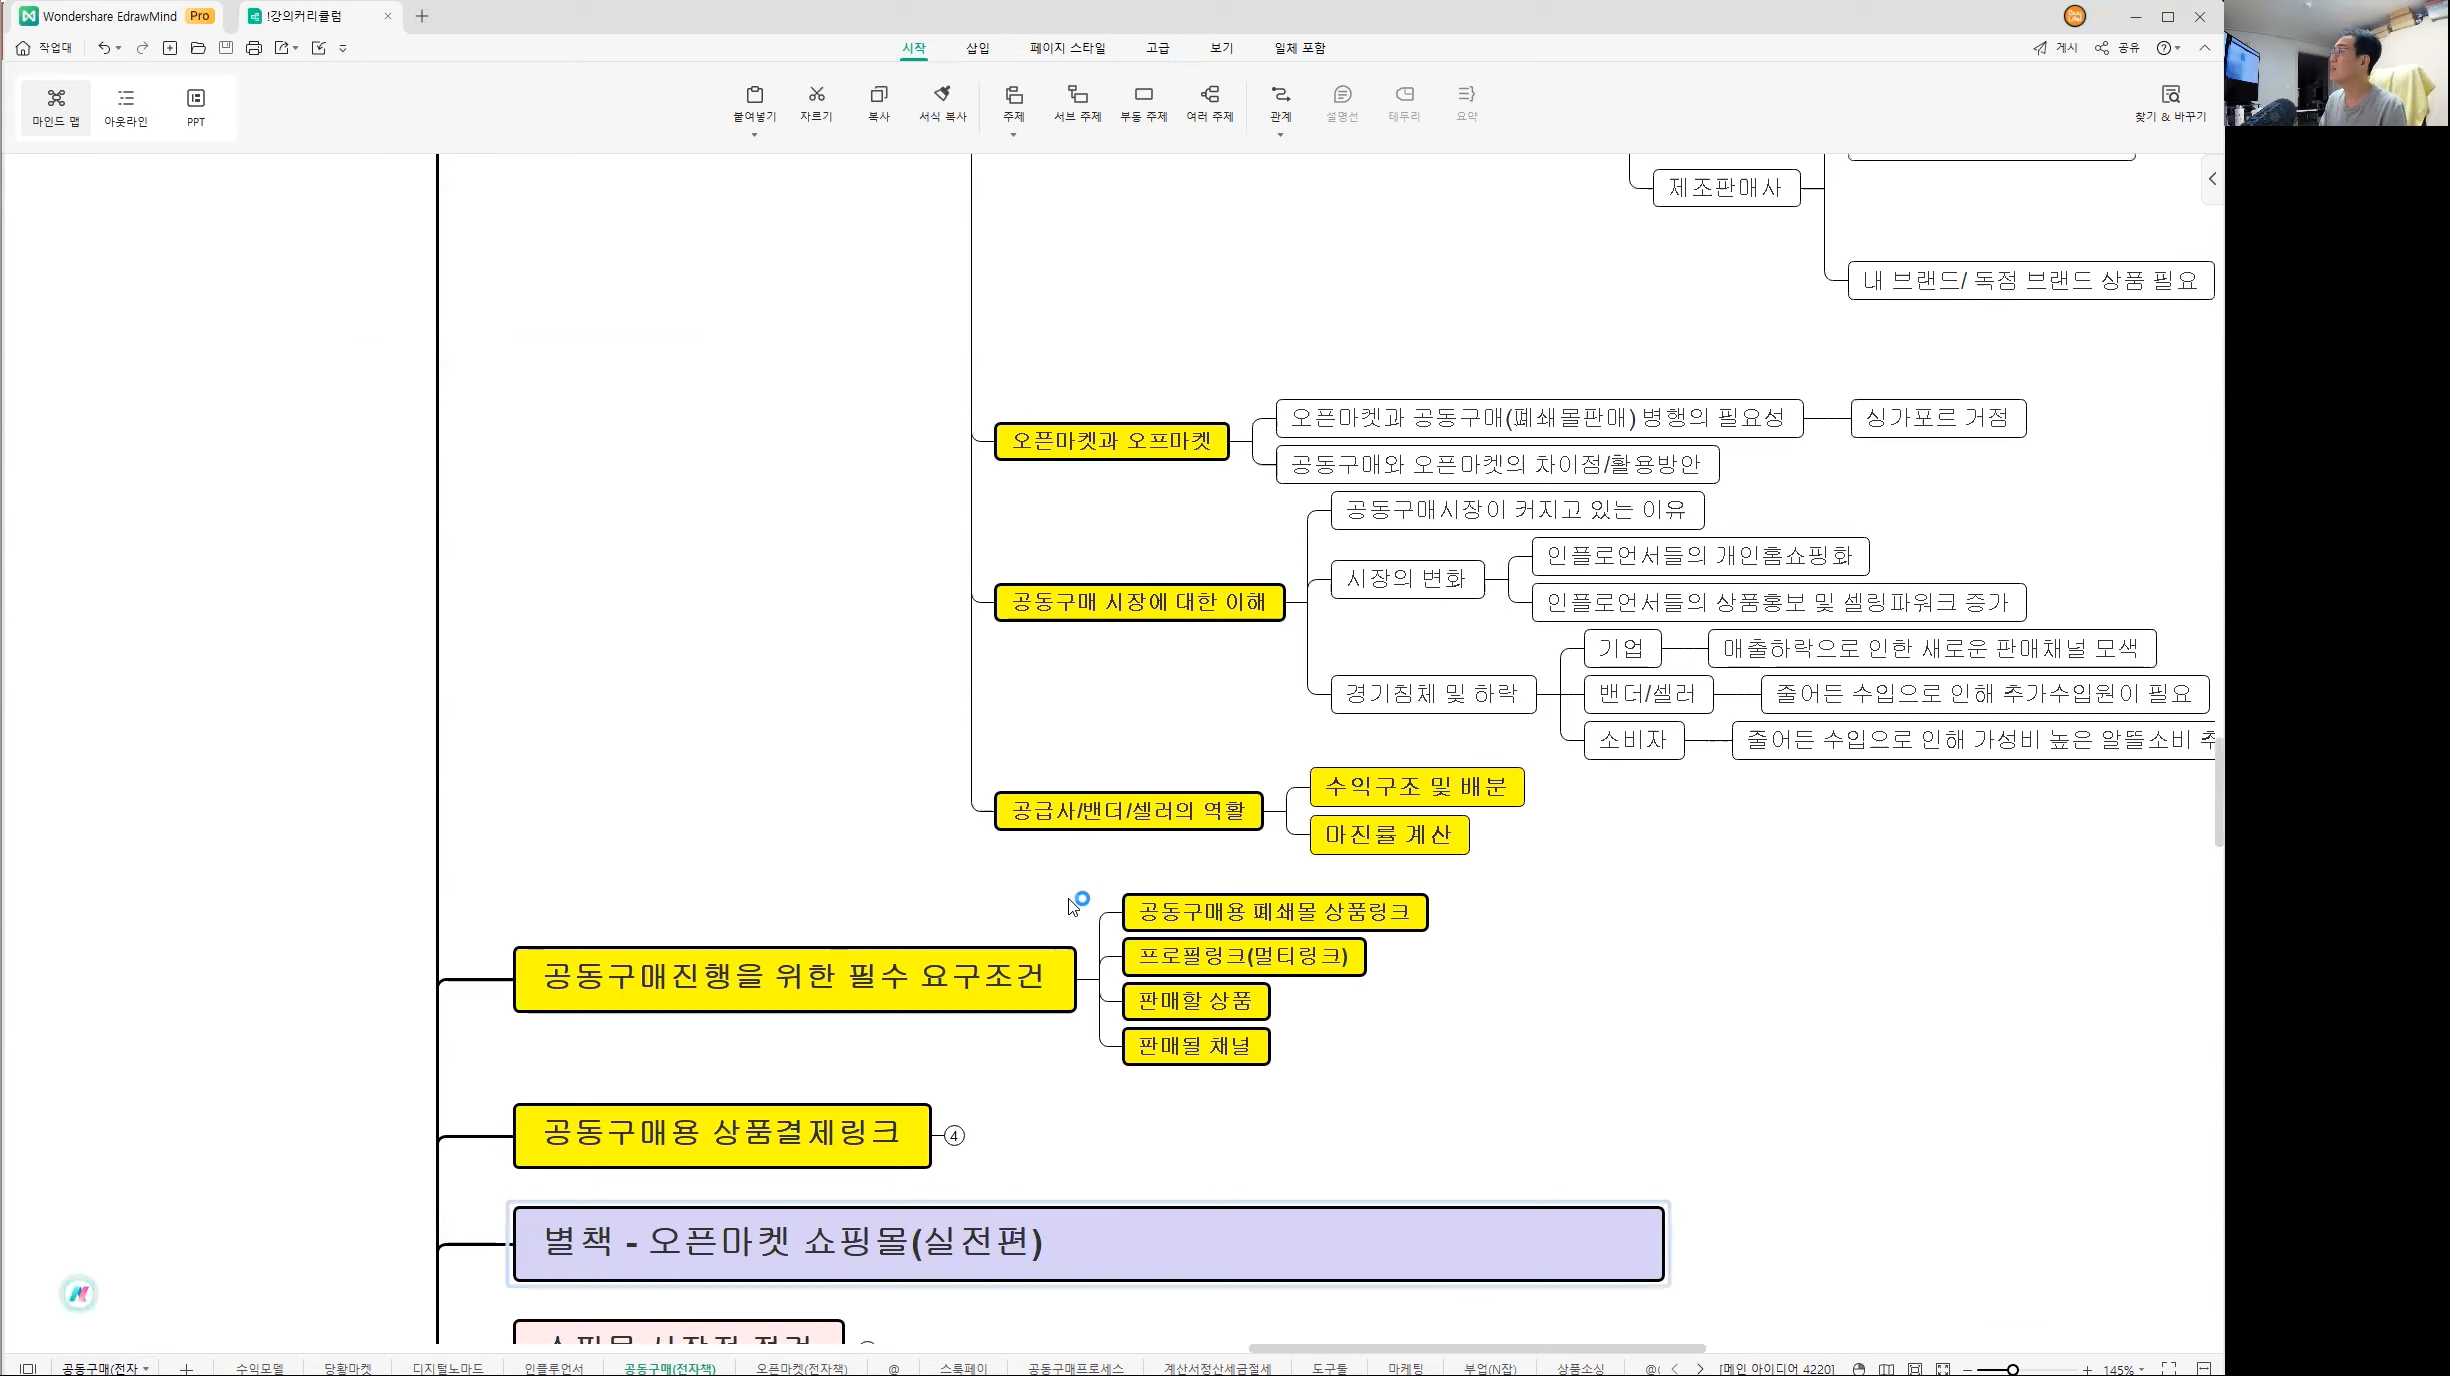 Wondershare EdrawMind Pro
!강의커리큘럼
작업대
시작
삽입
페이지 스타일
고급
보기
일체 포함
게시
공유
마인드 맵
아웃라인
PPT
붙여넣기
자르기
복사
서식 복사
주제
서브 주제
부동 주제
여러 주제
관계
설명선
테두리
요약
찾기 & 바꾸기
제조판매사
내 브랜드/ 독점 브랜드 상품 필요
오픈마켓과 오프마켓
오픈마켓과 공동구매(폐쇄몰판매) 병행의 필요성
싱가포르 거점
공동구매와 오픈마켓의 차이점/활용방안
공동구매 시장에 대한 이해
공동구매시장이 커지고 있는 이유
시장의 변화
인플로언서들의 개인홈쇼핑화
인플로언서들의 상품홍보 및 셀링파워크 증가
경기침체 및 하락
기업
매출하락으로 인한 새로운 판매채널 모색
밴더/셀러
줄어든 수입으로 인해 추가수입원이 필요
소비자
줄어든 수입으로 인해 가성비 높은 알뜰소비 추
공급사/밴더/셀러의 역활
수익구조 및 배분
마진률 계산
공동구매진행을 위한 필수 요구조건
공동구매용 폐쇄몰 상품링크
프로필링크(멀티링크)
판매할 상품
판매될 채널
공동구매용 상품결제링크
4
별책 - 오픈마켓 쇼핑몰(실전편)
공동구매(전자
수익모델
당황마켓
디지털노마드
인플루언서
공동구매(전자책)
오픈마켓(전자책)
@
스룩페이
공동구매프로세스
계산서정산세금절세
도구툴
마케팅
부업(N잡)
상품소싱
[메인 아이디어 4220]
145%